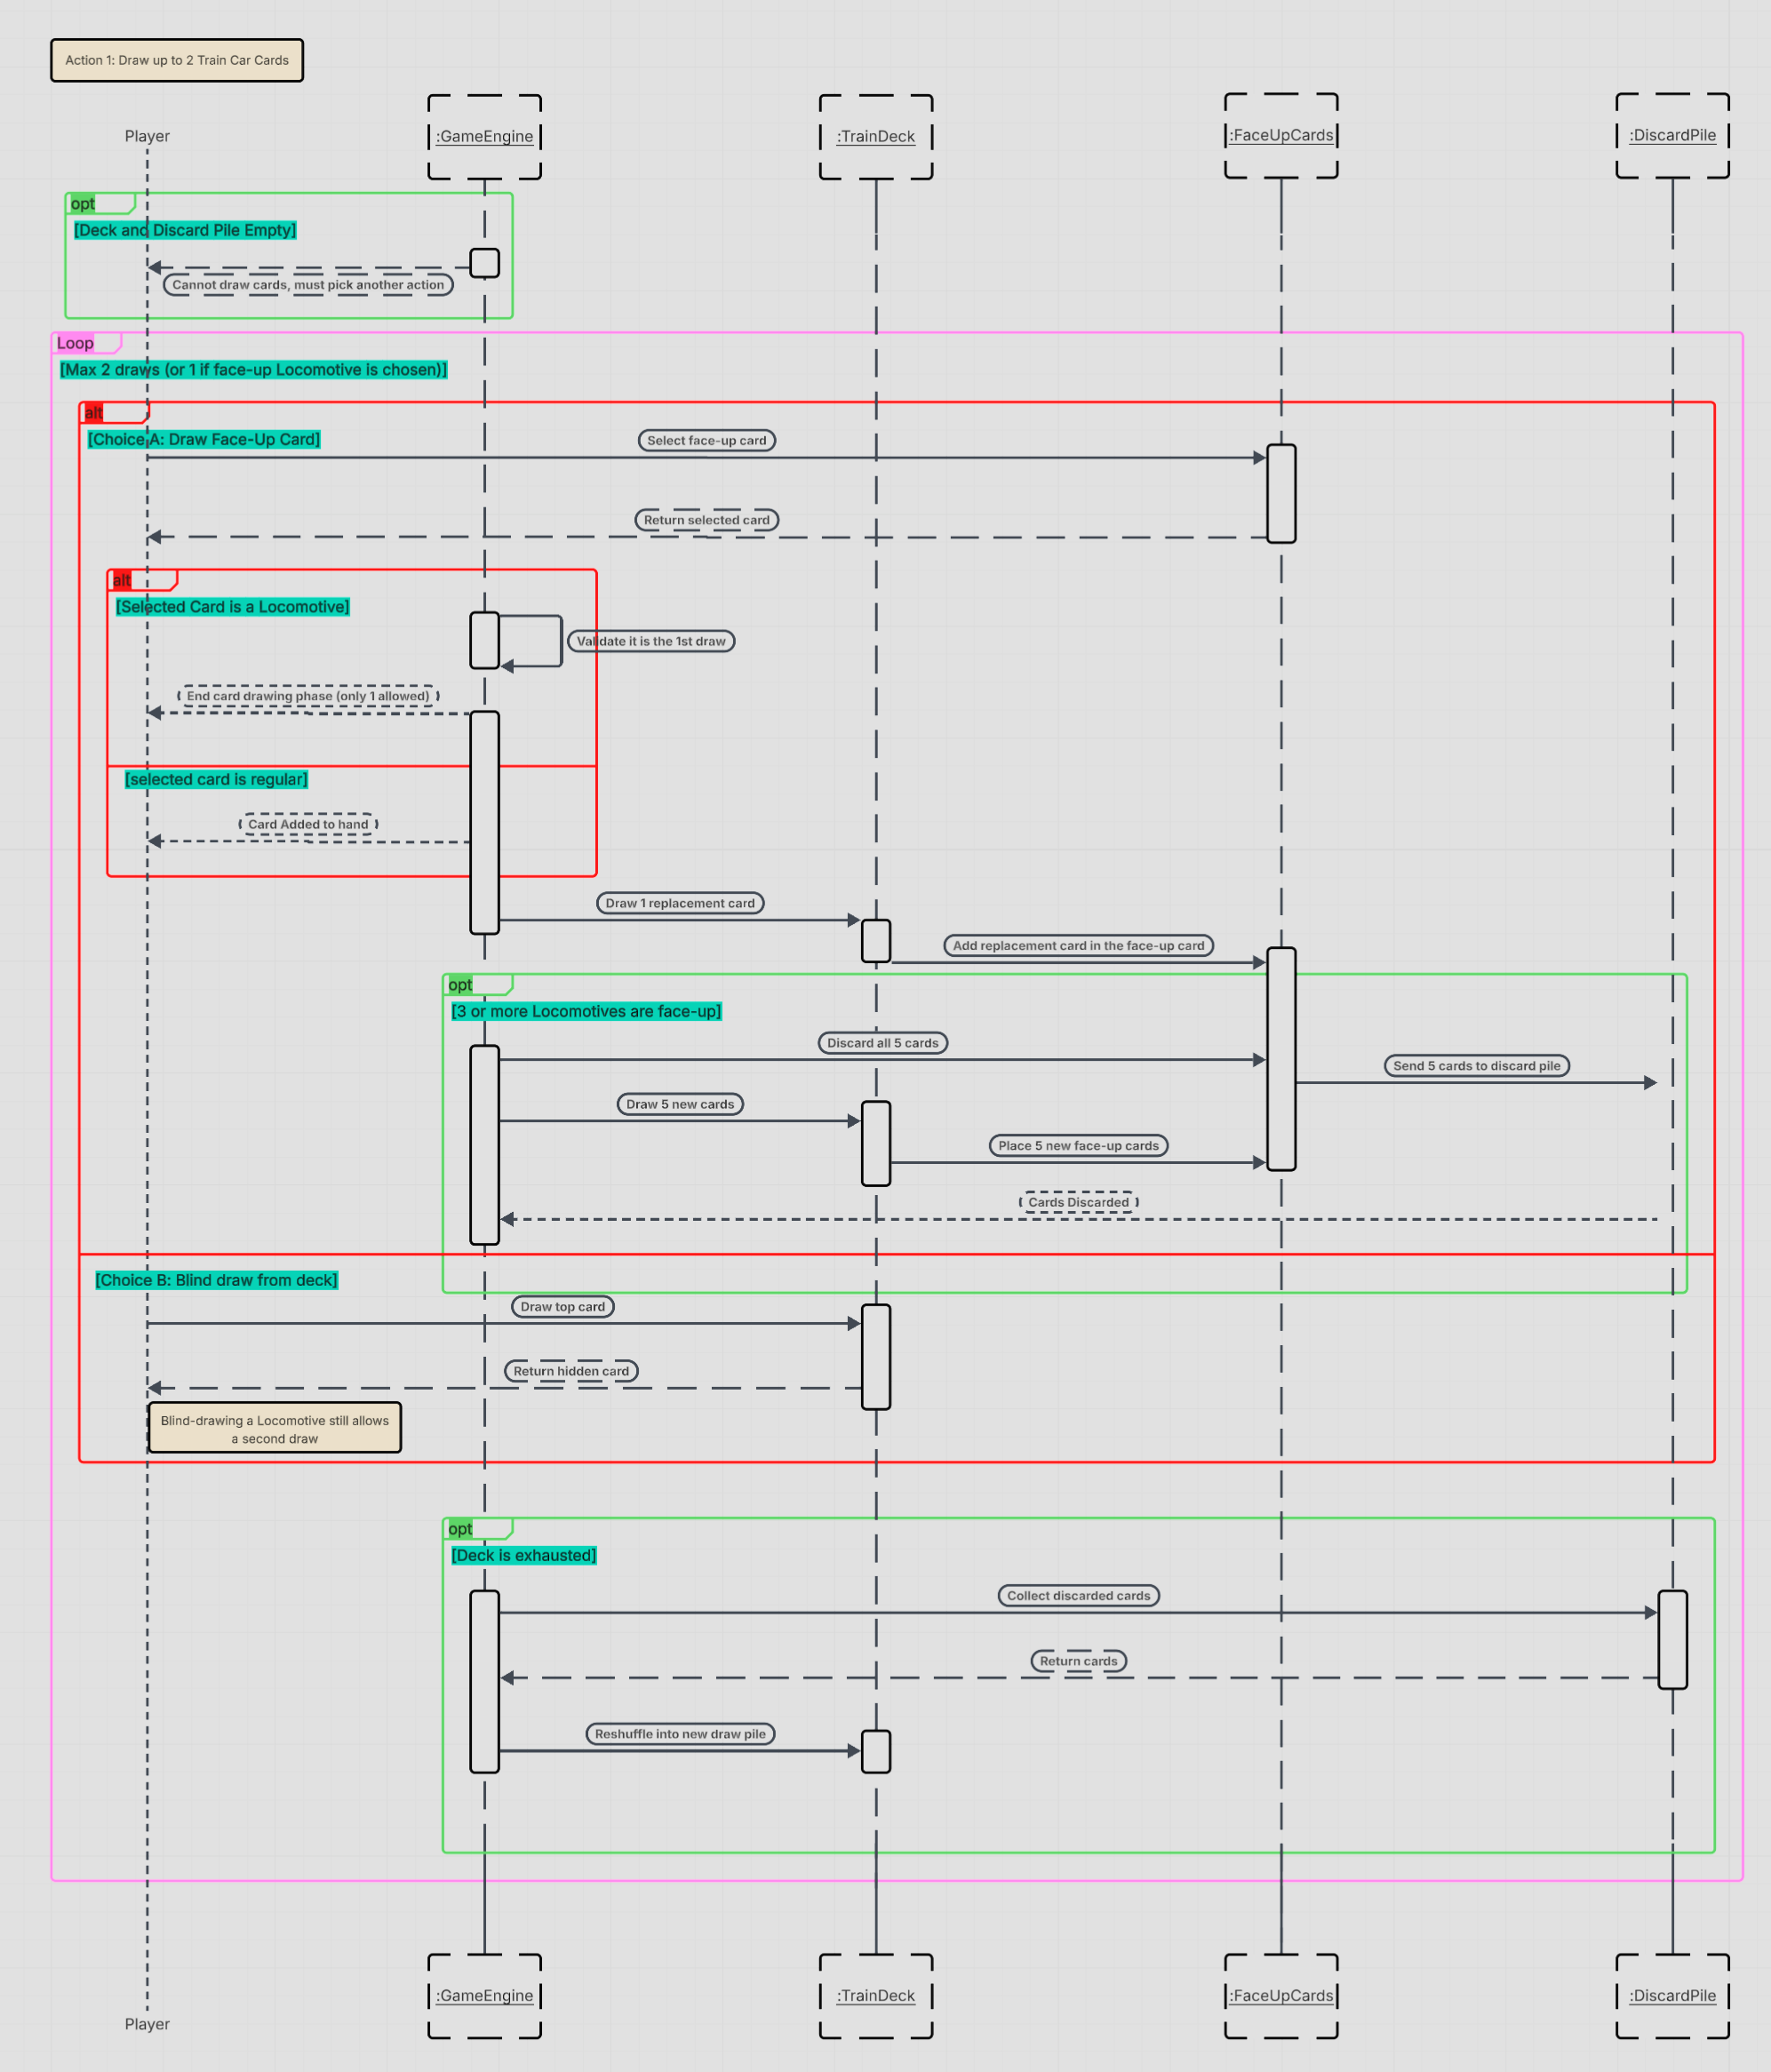 Action 1: Draw up to 2 Train Car Cards
Player
:GameEngine
:TrainDeck
:FaceUpCards
:DiscardPile
opt
[Deck and Discard Pile Empty]
Cannot draw cards, must pick another action
Loop
[Max 2 draws (or 1 if face-up Locomotive is chosen)]
alt
[Choice A: Draw Face-Up Card]
Select face-up card
Return selected card
alt
[Selected Card is a Locomotive]
Validate it is the 1st draw
End card drawing phase (only 1 allowed)
[selected card is regular]
Card Added to hand
Draw 1 replacement card
Add replacement card in the face-up card
opt
[3 or more Locomotives are face-up]
Discard all 5 cards
Send 5 cards to discard pile
Draw 5 new cards
Place 5 new face-up cards
Cards Discarded
[Choice B: Blind draw from deck]
Draw top card
Return hidden card
Blind-drawing a Locomotive still allows
a second draw
opt
[Deck is exhausted]
Collect discarded cards
Return cards
Reshuffle into new draw pile
:GameEngine
:TrainDeck
:FaceUpCards
:DiscardPile
Player